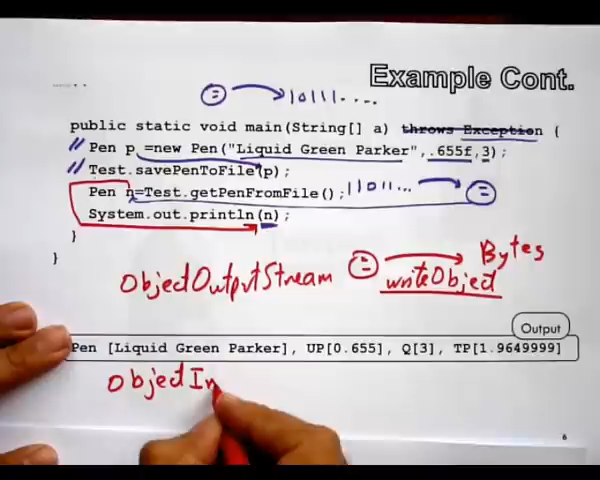 Example Cont.
10111....
public static void main(String[] a) throws Exception {
// Pen p =new Pen("Liquid Green Parker",.655f,3);
// Test.savePenToFile(p);
Pen n=Test.getPenFromFile(); 11011...
System.out.println(n);
}
}
ObjectOutputStream writeObject Bytes
Output
Pen [Liquid Green Parker], UP[0.655], Q[3], TP[1.9649999]
ObjectIn
6